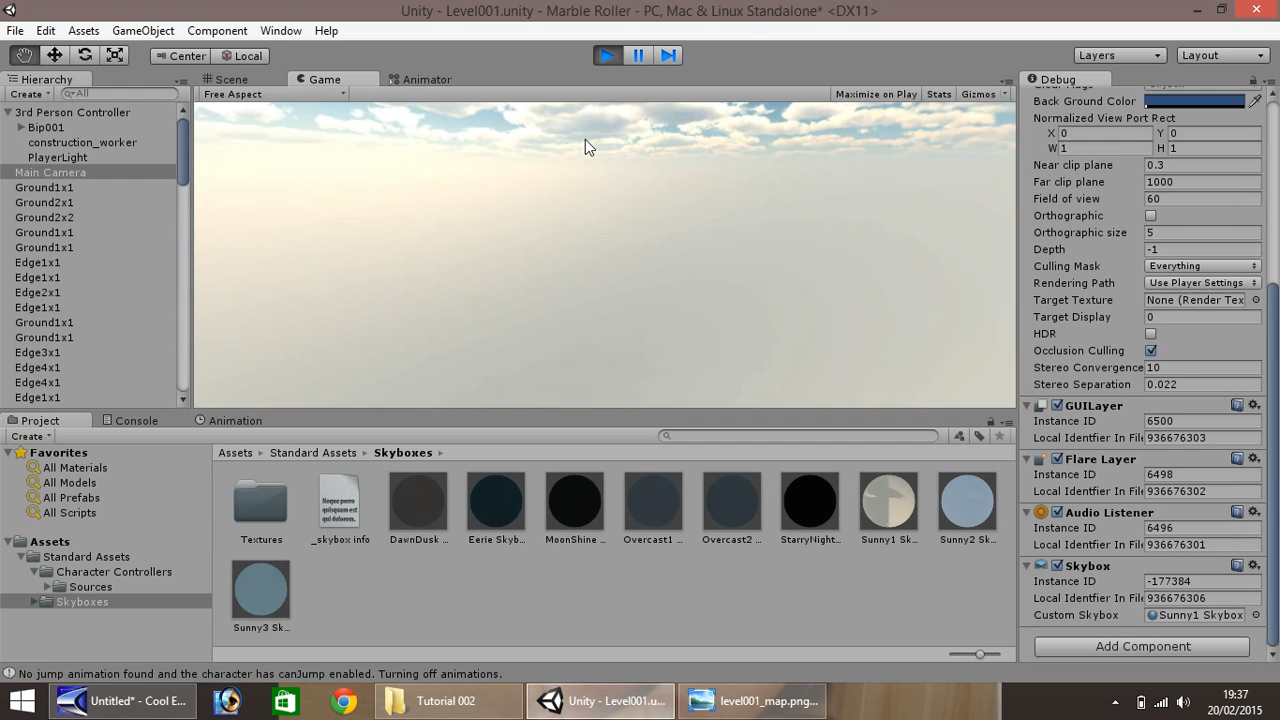 Unity - Level001.unity - Marble Roller - PC, Mac & Linux Standalone* <DX11>
File Edit Assets GameObject Component Window Help
Center Local Layers Layout
Hierarchy Scene Game Animator Debug
Create All Free Aspect Maximize on Play Stats Gizmos
3rd Person Controller
Bip001
construction_worker
PlayerLight
Main Camera
Ground1x1
Ground2x1
Ground2x2
Ground1x1
Ground1x1
Edge1x1
Edge1x1
Edge2x1
Edge1x1
Ground1x1
Ground1x1
Edge3x1
Edge4x1
Edge4x1
Edge1x1
Back Ground Color
Normalized View Port Rect
X 0 Y 0
W 1 H 1
Near clip plane 0.3
Far clip plane 1000
Field of view 60
Orthographic
Orthographic size 5
Depth -1
Culling Mask Everything
Rendering Path Use Player Settings
Target Texture None (Render Tex
Target Display 0
HDR
Occlusion Culling
Stereo Convergence 10
Stereo Separation 0.022
GUILayer
Instance ID 6500
Local Identfier In File 936676303
Flare Layer
Instance ID 6498
Local Identfier In File 936676302
Audio Listener
Instance ID 6496
Local Identfier In File 936676301
Skybox
Instance ID -177384
Local Identfier In File 936676306
Custom Skybox Sunny1 Skybox
Add Component
Project Console Animation
Create
Favorites
All Materials
All Models
All Prefabs
All Scripts
Assets
Standard Assets
Character Controllers
Sources
Skyboxes
Assets Standard Assets Skyboxes
Neque porro
quisquam est
qui dolorem.
Textures _skybox info DawnDusk ... Eerie Skyb... MoonShine ... Overcast1 ... Overcast2 ... StarryNight... Sunny1 Sk... Sunny2 Sk...
Sunny3 Sk...
No jump animation found and the character has canJump enabled. Turning off animations.
Untitled* - Cool E... Tutorial 002 Unity - Level001.u... level001_map.png...
19:37
20/02/2015